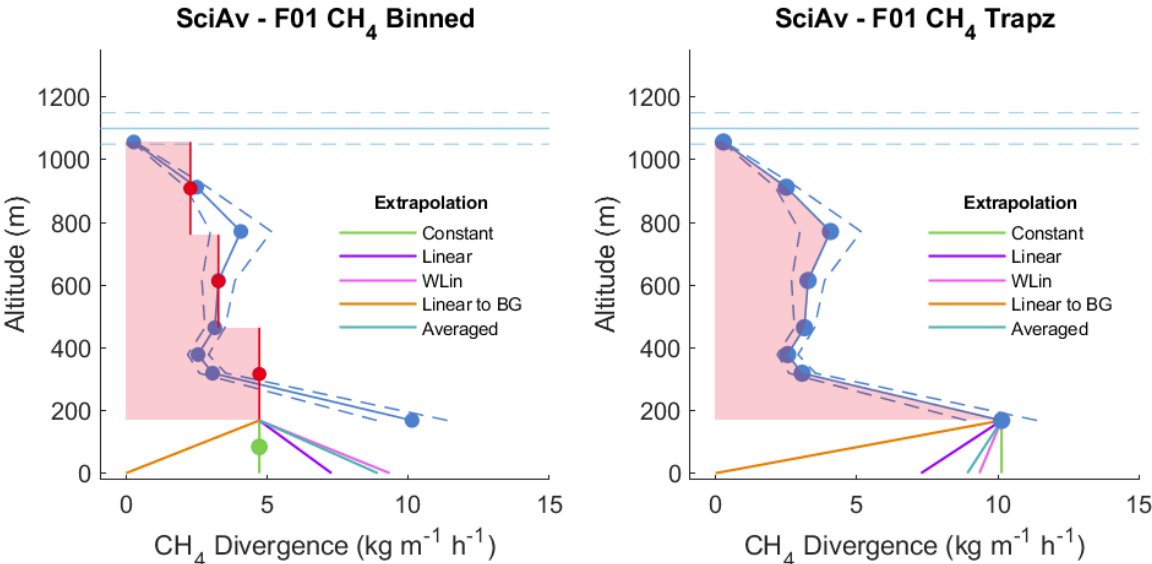 SciAv - F01 CH4 Binned
1200
1000
800
600
400
200
0
Altitude (m)
Extrapolation
Constant
Linear
WLin
Linear to BG
Averaged
0 5 10 15
CH4 Divergence (kg m-1 h-1)
SciAv - F01 CH4 Trapz
1200
1000
800
600
400
200
0
Altitude (m)
Extrapolation
Constant
Linear
WLin
Linear to BG
Averaged
0 5 10 15
CH4 Divergence (kg m-1 h-1)